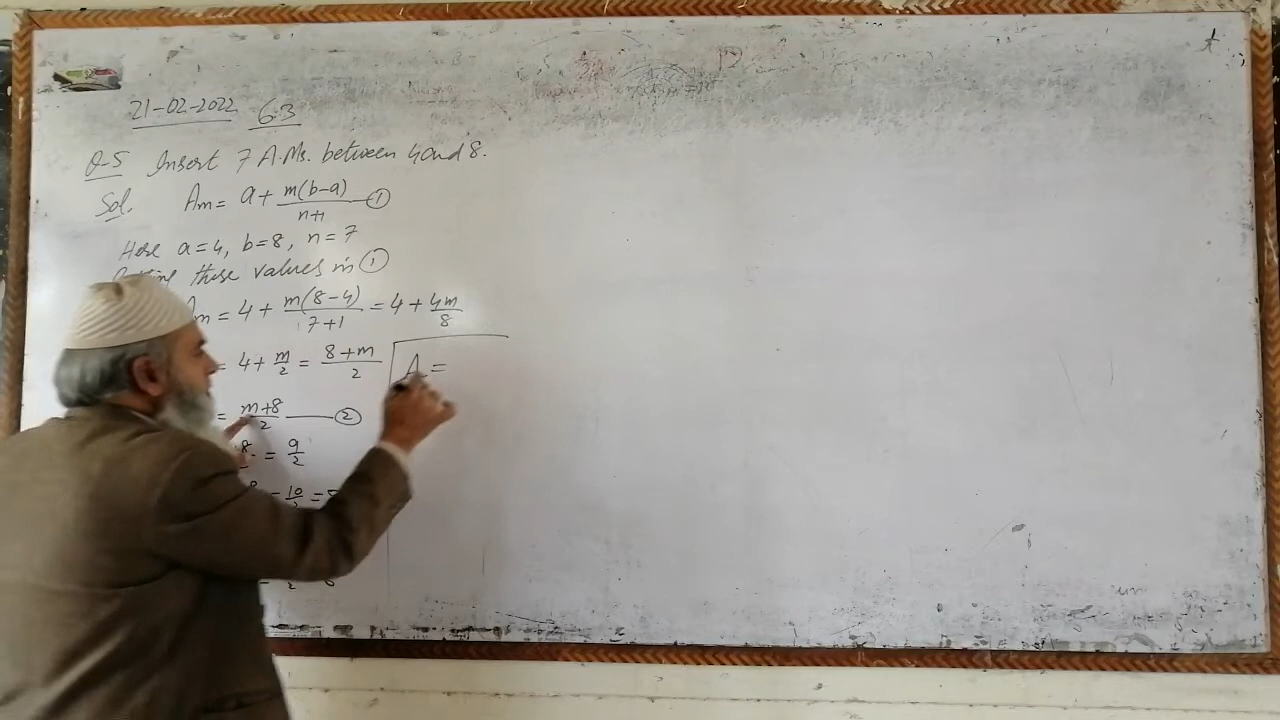 21-02-2022 6.3
Q-5 Insert 7 A.Ms. between 4 and 8.
Sol. Am = a + m(b-a)/n+1 — ①
Here a=4, b=8, n=7
these values in ①
m = 4 + m(8-4)/7+1 = 4 + 4m/8
= 4 + m/2 = 8+m/2
= m+8/2 — ②
= 9/2
10/2 =
A =